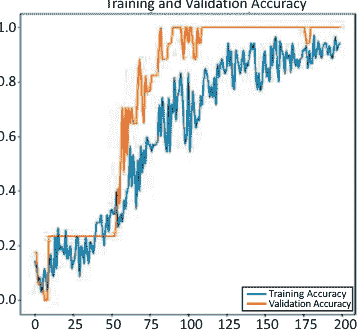 Training and Validation Accuracy
1.0
0.8
0.6
0.4
0.2
0.0
0 25 50 75 100 125 150 175 200
Training Accuracy
Validation Accuracy